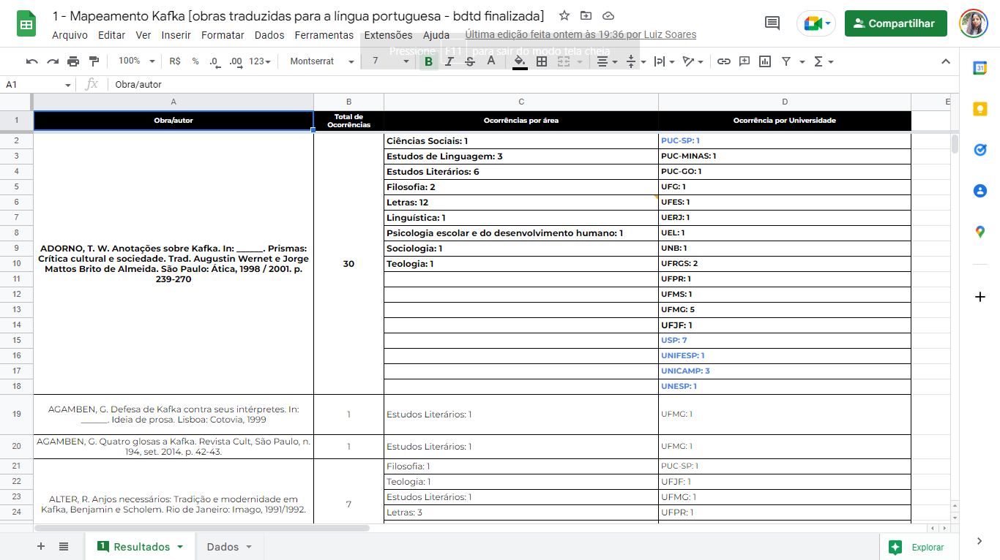 1 - Mapeamento Kafka [obras traduzidas para a língua portuguesa - bdtd finalizada]
Arquivo Editar Ver Inserir Formatar Dados Ferramentas Extensões Ajuda Última edição feita ontem às 19:36 por Luiz Soares
Compartilhar
Pressione F11 para sair do modo tela cheia
100% R$ % .0 .00 123 Montserrat 7 B I S A
A1 fx Obra/autor
A B C D E
1 Obra/autor Total de Ocorrências Ocorrências por área Ocorrência por Universidade
2 Ciências Sociais: 1 PUC-SP: 1
3 Estudos de Linguagem: 3 PUC-MINAS: 1
4 Estudos Literários: 6 PUC-GO: 1
5 Filosofia: 2 UFG: 1
6 Letras: 12 UFES: 1
7 Linguística: 1 UERJ: 1
8 Psicologia escolar e do desenvolvimento humano: 1 UEL: 1
9 Sociologia: 1 UNB: 1
10 Teologia: 1 UFRGS: 2
ADORNO, T. W. Anotações sobre Kafka. In: ______. Prismas:
Crítica cultural e sociedade. Trad. Augustin Wernet e Jorge
Mattos Brito de Almeida. São Paulo: Ática, 1998 / 2001. p.
239-270
30
11 UFPR: 1
12 UFMS: 1
13 UFMG: 5
14 UFJF: 1
15 USP: 7
16 UNIFESP: 1
17 UNICAMP: 3
18 UNESP: 1
19 AGAMBEN, G. Defesa de Kafka contra seus intérpretes. In:
______. Ideia de prosa. Lisboa: Cotovia, 1999
1 Estudos Literários: 1 UFMG: 1
20 AGAMBEN, G. Quatro glosas a Kafka. Revista Cult, São Paulo, n.
194, set. 2014. p. 42-43.
1 Estudos Literários: 1 UFMG: 1
21 Filosofia: 1 PUC-SP: 1
22 Teologia: 1 UFJF: 1
23 Estudos Literários: 1 UFMG: 1
24 Letras: 3 UFPR: 1
ALTER, R. Anjos necessários: Tradição e modernidade em
Kafka, Benjamin e Scholem. Rio de Janeiro: Imago, 1991/1992.
7
1 Resultados Dados
Explorar
31